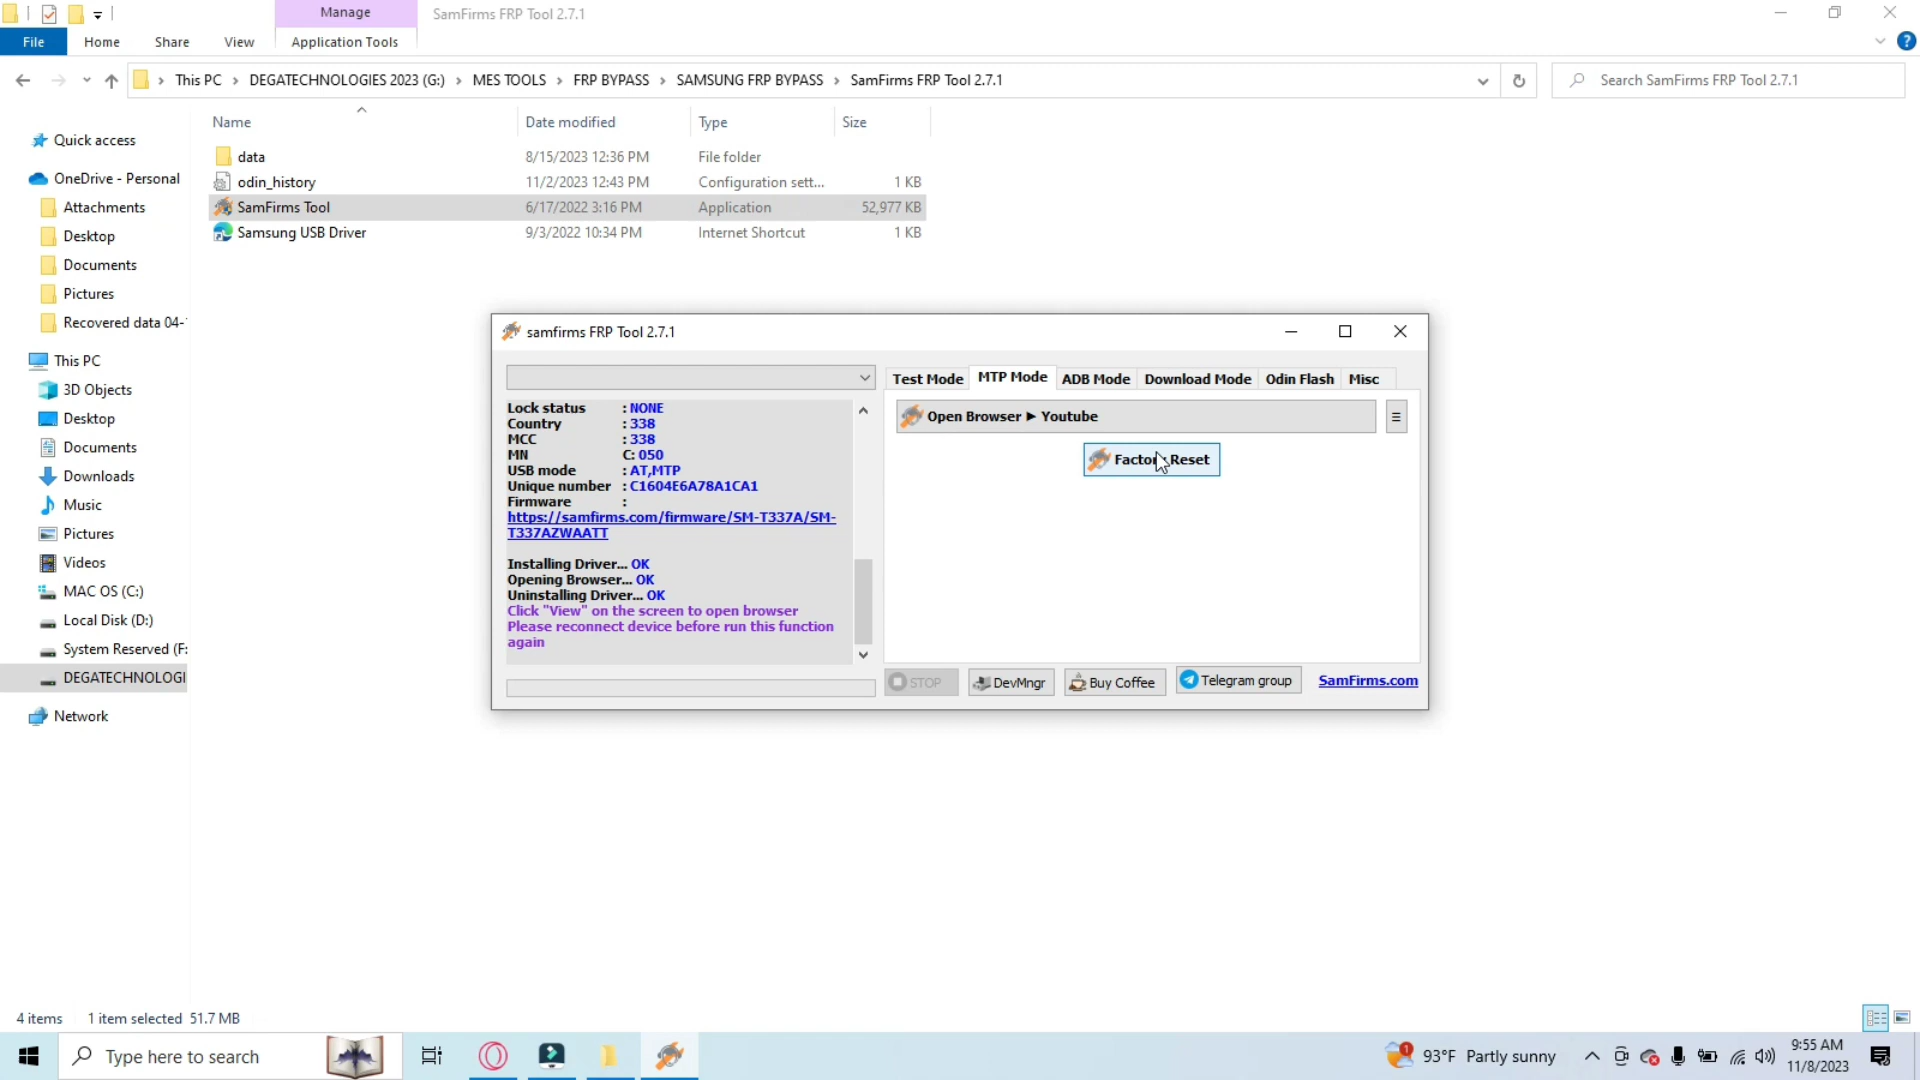 Manage
SamFirms FRP Tool 2.7.1
File
Home
Share
View
Application Tools
This PC
DEGATECHNOLOGIES 2023 (G:)
MES TOOLS
FRP BYPASS
SAMSUNG FRP BYPASS
SamFirms FRP Tool 2.7.1
Search SamFirms FRP Tool 2.7.1
Name
Date modified
Type
Size
data
8/15/2023 12:36 PM
File folder
odin_history
11/2/2023 12:43 PM
Configuration sett...
1 KB
SamFirms Tool
6/17/2022 3:16 PM
Application
52,977 KB
Samsung USB Driver
9/3/2022 10:34 PM
Internet Shortcut
1 KB
Quick access
OneDrive - Personal
Attachments
Desktop
Documents
Pictures
Recovered data 04-
This PC
3D Objects
Desktop
Documents
Downloads
Music
Pictures
Videos
MAC OS (C:)
Local Disk (D:)
System Reserved (F:
DEGATECHNOLOGI
Network
samfirms FRP Tool 2.7.1
Test Mode
MTP Mode
ADB Mode
Download Mode
Odin Flash
Misc
Lock status : NONE
Country : 338
MCC : 338
MN C: 050
USB mode : AT,MTP
Unique number : C1604E6A78A1CA1
Firmware :
https://samfirms.com/firmware/SM-T337A/SM-
T337AZWAATT
Installing Driver... OK
Opening Browser... OK
Uninstalling Driver... OK
Click "View" on the screen to open browser
Please reconnect device before run this function
again
Open Browser ► Youtube
Factory Reset
STOP
DevMngr
Buy Coffee
Telegram group
SamFirms.com
4 items
1 item selected 51.7 MB
Type here to search
1
93°F Partly sunny
9:55 AM
11/8/2023